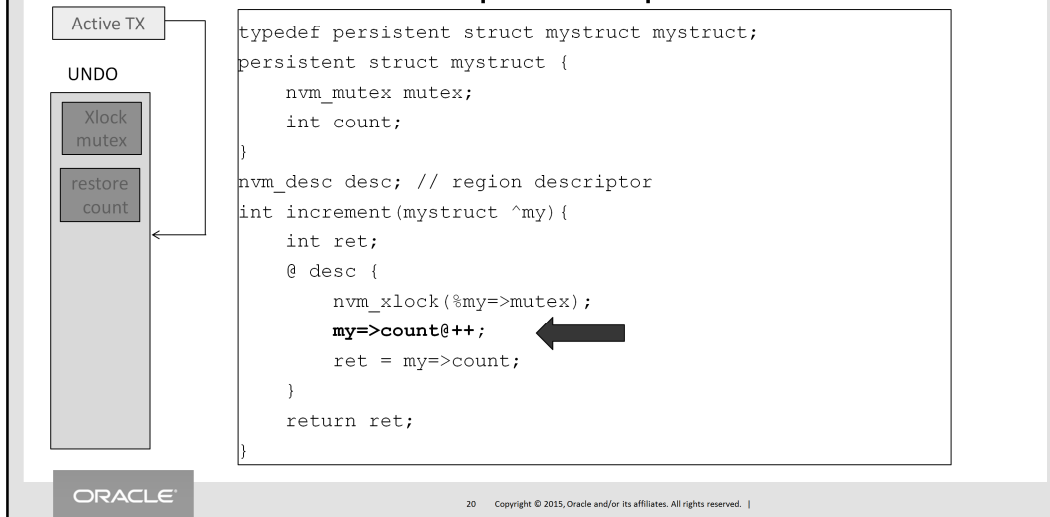 Active TX
UNDO
Xlock
mutex
restore
count
typedef persistent struct mystruct mystruct;
persistent struct mystruct {
    nvm_mutex mutex;
    int count;
}
nvm_desc desc; // region descriptor
int increment(mystruct ^my){
    int ret;
    @ desc {
        nvm_xlock(%my=>mutex);
        my=>count@++;
        ret = my=>count;
    }
    return ret;
}
ORACLE®
20 Copyright © 2015, Oracle and/or its affiliates. All rights reserved. |